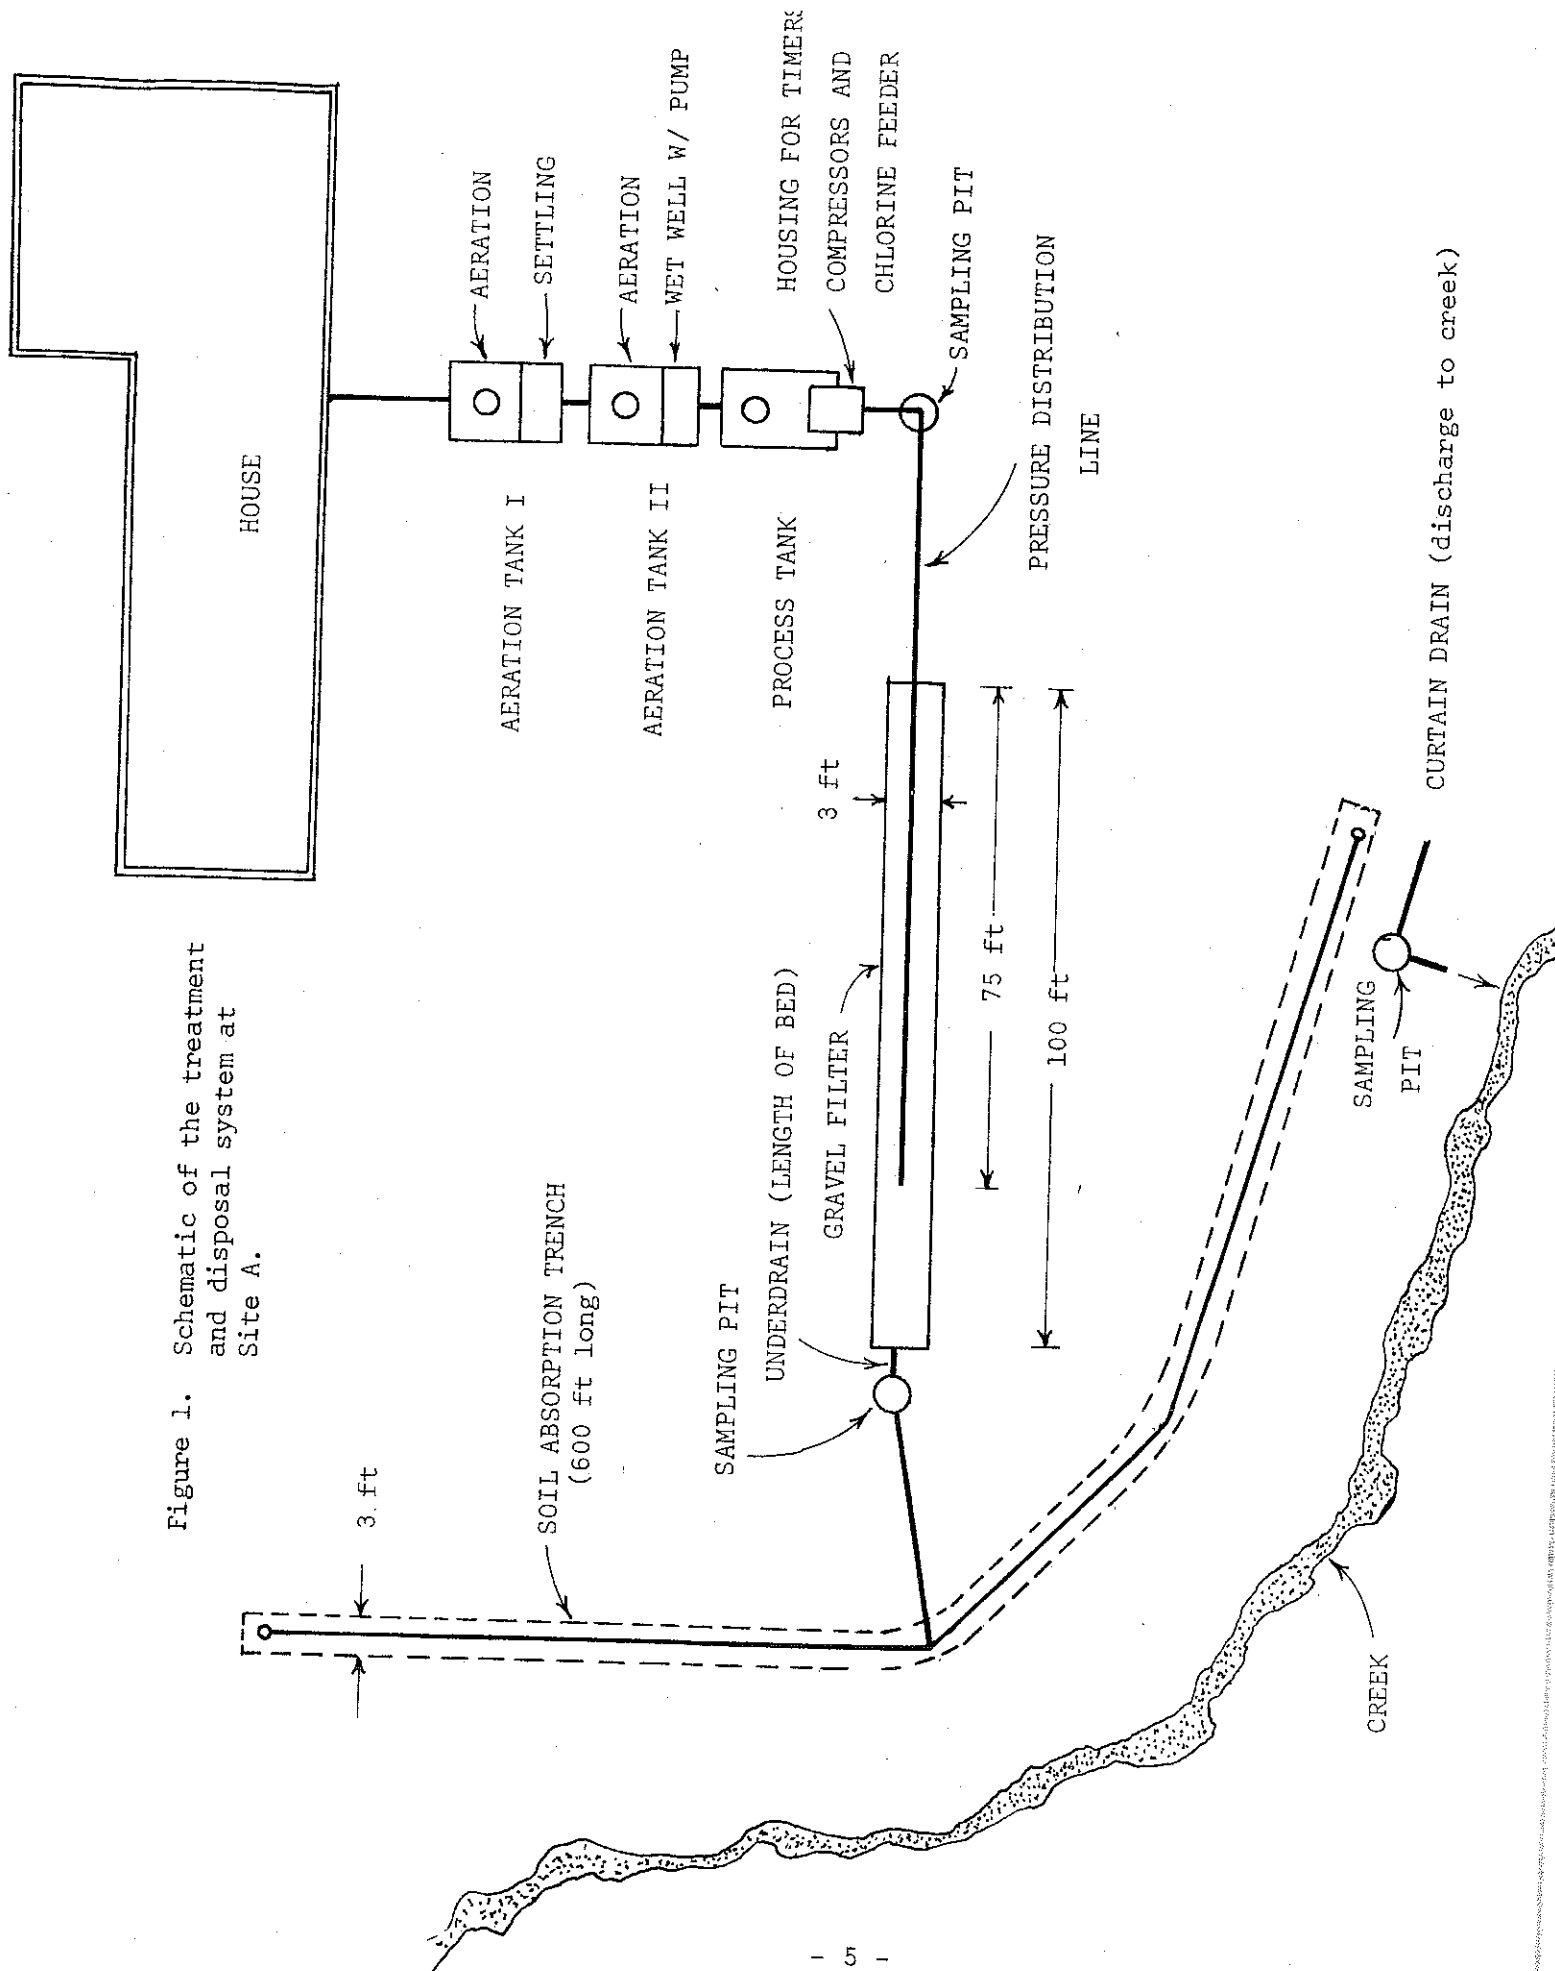 Figure 1. Schematic of the treatment
and disposal system at
Site A.
HOUSE
AERATION
SETTLING
AERATION
WET WELL W/ PUMP
HOUSING FOR TIMERS
COMPRESSORS AND
CHLORINE FEEDER
SAMPLING PIT
PRESSURE DISTRIBUTION
LINE
AERATION TANK I
AERATION TANK II
PROCESS TANK
3 ft
75 ft
100 ft
UNDERDRAIN (LENGTH OF BED)
GRAVEL FILTER
SAMPLING PIT
SOIL ABSORPTION TRENCH
(600 ft long)
3 ft
CURTAIN DRAIN (discharge to creek)
SAMPLING
PIT
CREEK
- 5 -